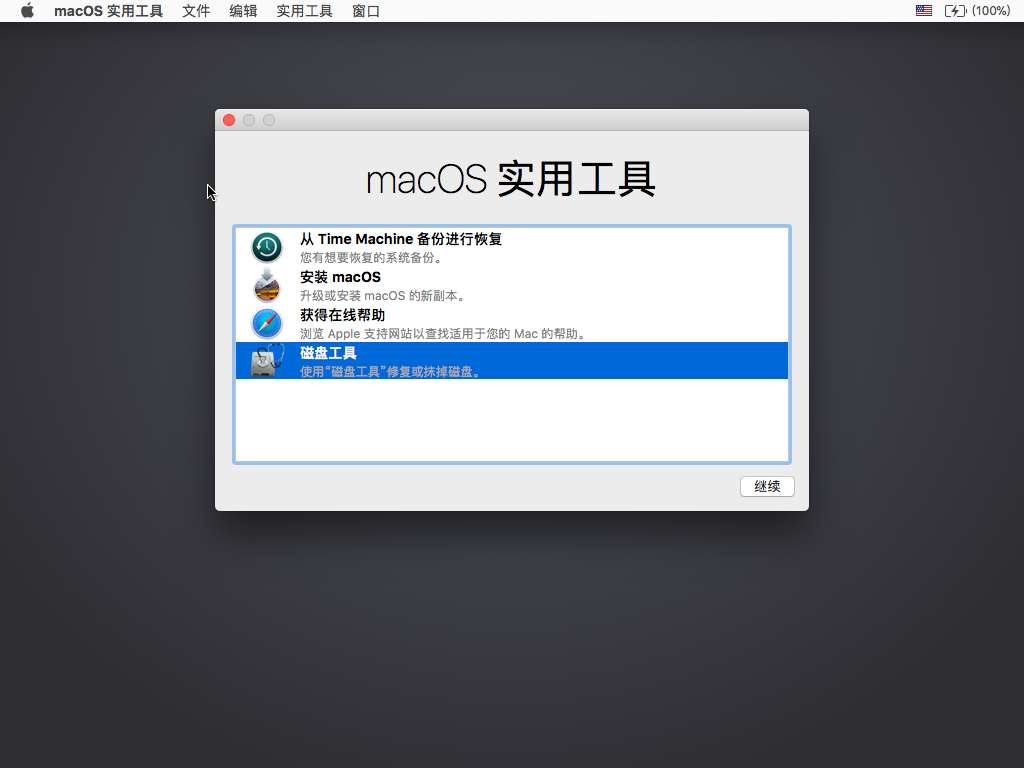 macOS 实用工具 文件 编辑 实用工具 窗口 (100%)
macOS 实用工具
从 Time Machine 备份进行恢复
您有想要恢复的系统备份。
安装 macOS
升级或安装 macOS 的新副本。
获得在线帮助
浏览 Apple 支持网站以查找适用于您的 Mac 的帮助。
磁盘工具
使用“磁盘工具”修复或抹掉磁盘。
继续